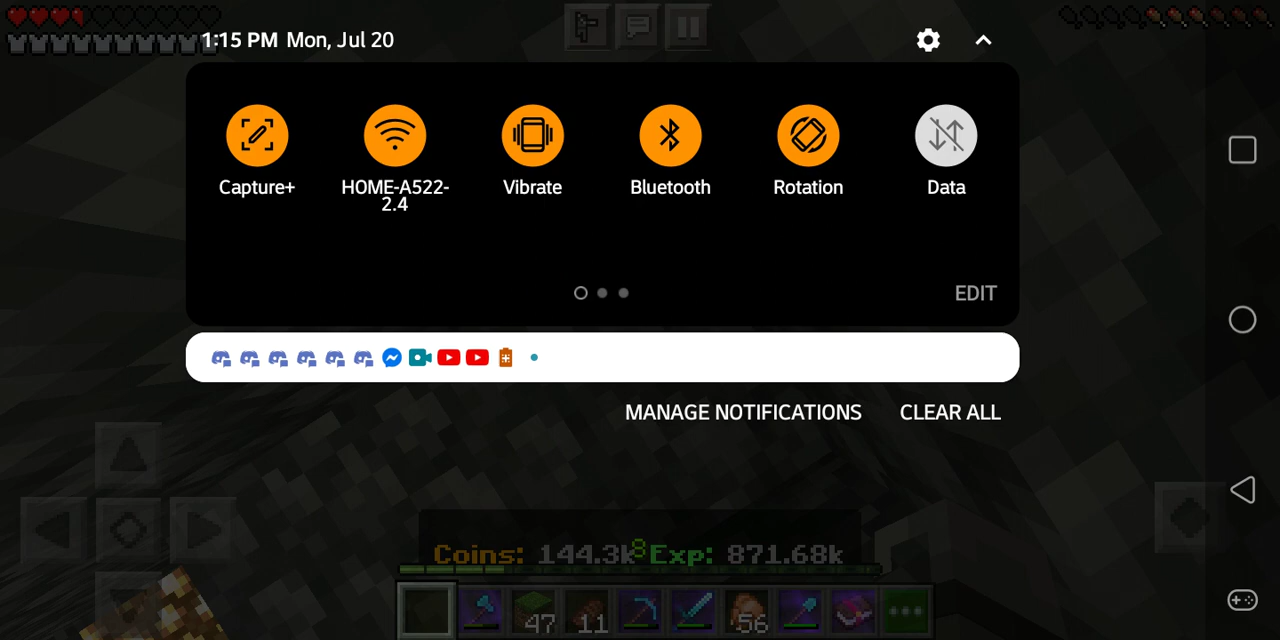 1:15 PM Mon, Jul 20
Capture+
HOME-A522-
2.4
Vibrate
Bluetooth
Rotation
Data
EDIT
MANAGE NOTIFICATIONS
CLEAR ALL
Coins: 144.3k Exp: 871.68k
8
47
11
56